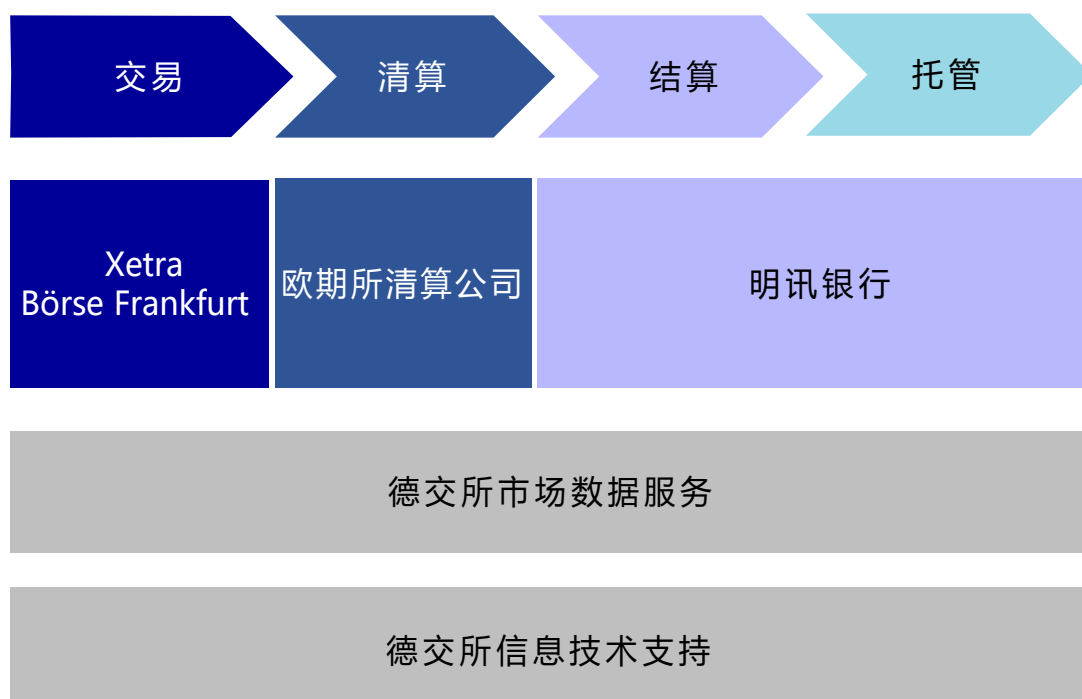 交易
清算
结算
托管
Xetra
Börse Frankfurt
欧期所清算公司
明讯银行
德交所市场数据服务
德交所信息技术支持